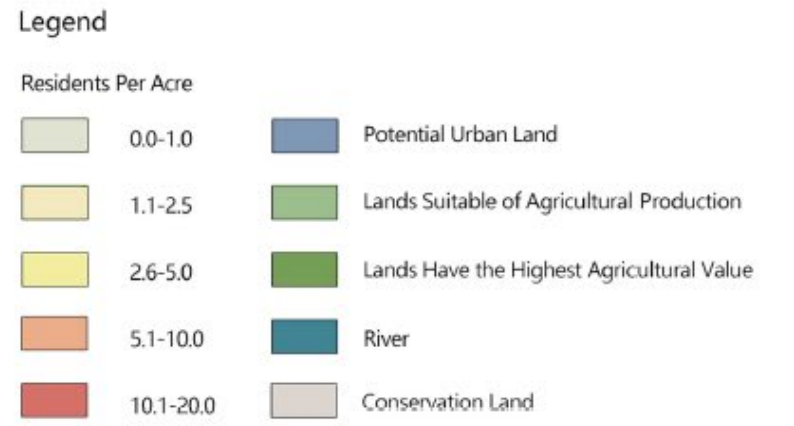 Legend
Residents Per Acre
0.0-1.0
1.1-2.5
2.6-5.0
5.1-10.0
10.1-20.0
Potential Urban Land
Lands Suitable of Agricultural Production
Lands Have the Highest Agricultural Value
River
Conservation Land